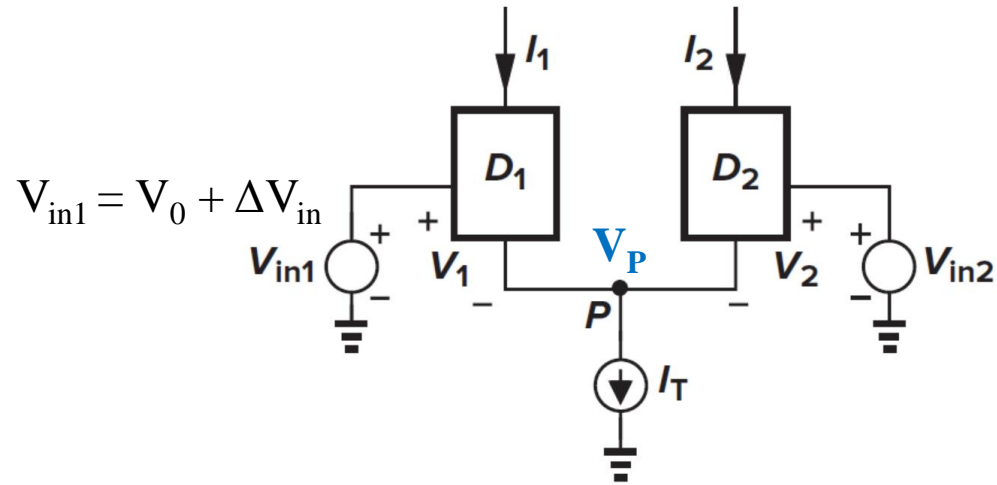 I1 I2
D1 D2
Vin1 = V0 + ΔVin
+ + + +
Vin1 V1 VP V2 Vin2
− − − −
P
IT